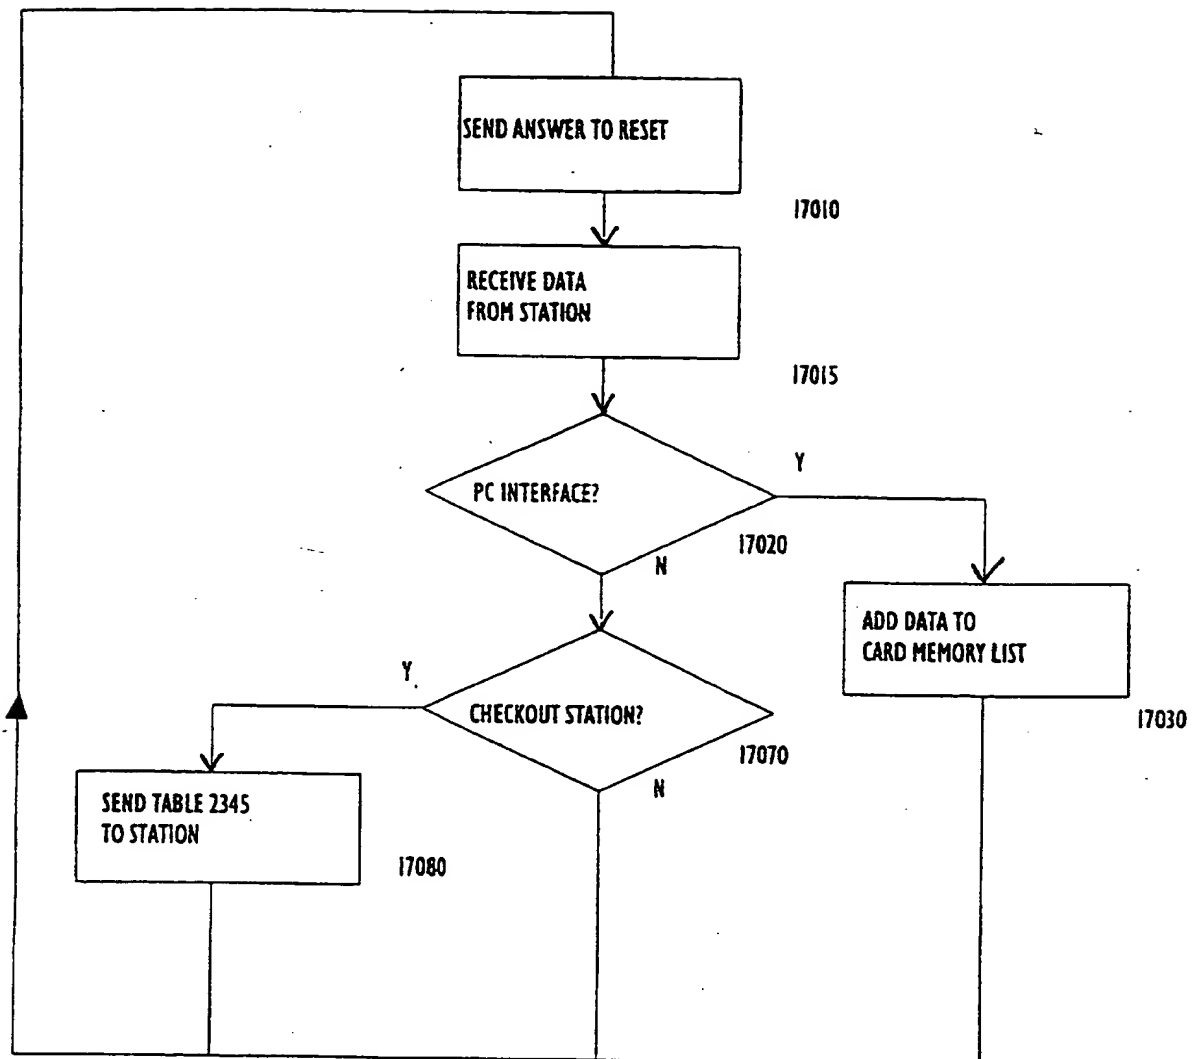 SEND ANSWER TO RESET
17010
RECEIVE DATA
FROM STATION
17015
PC INTERFACE?
Y
17020
N
ADD DATA TO
CARD MEMORY LIST
17030
Y
CHECKOUT STATION?
17070
N
SEND TABLE 2345
TO STATION
17080